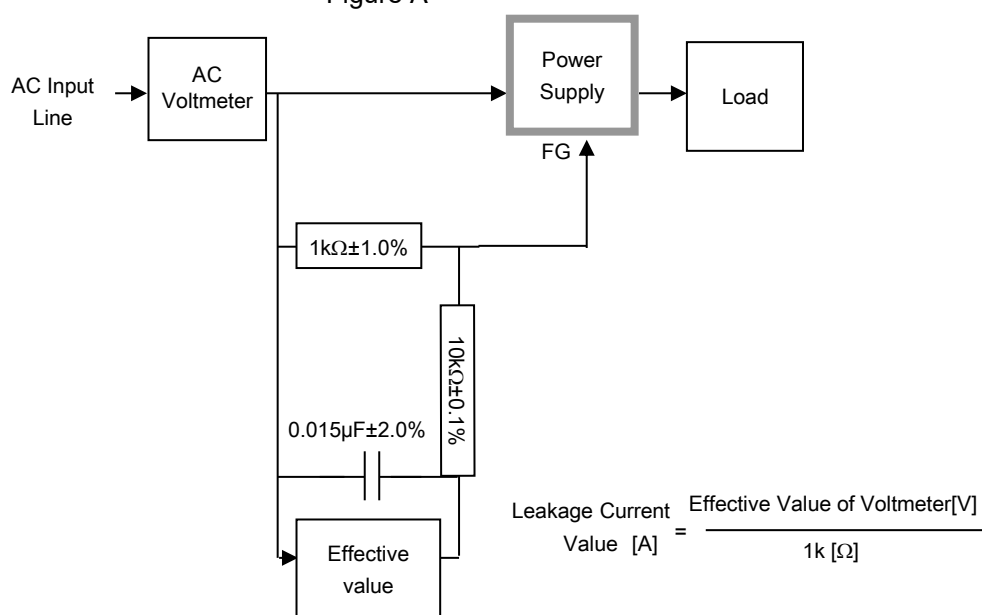 Figure A
AC Input
Line
AC
Voltmeter
Power
Supply
Load
FG
1kΩ±1.0%
10kΩ±0.1%
0.015µF±2.0%
Effective
value
Leakage Current
Value [A]
=
Effective Value of Voltmeter[V]
1k [Ω]